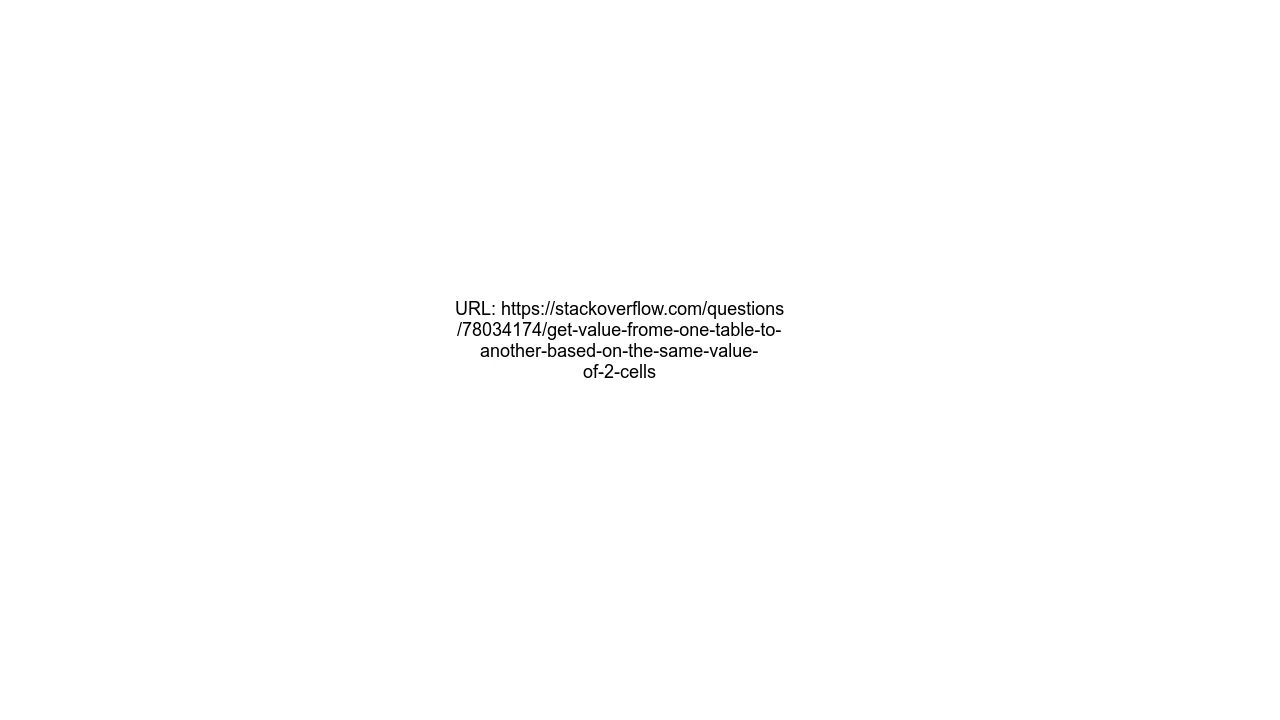 URL: https://stackoverflow.com/questions
/78034174/get-value-frome-one-table-to-
another-based-on-the-same-value-
of-2-cells